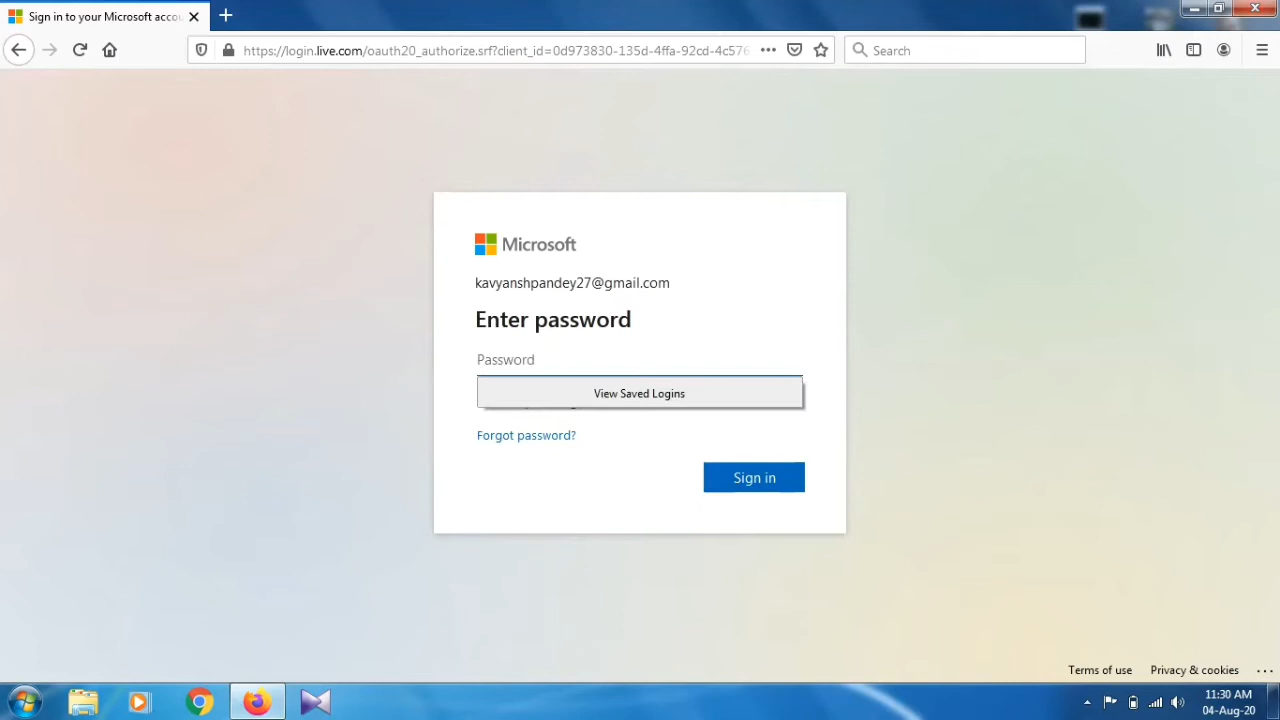 Sign in to your Microsoft accou
https://login.live.com/oauth20_authorize.srf?client_id=0d973830-135d-4ffa-92cd-4c576
Search
Microsoft
kavyanshpandey27@gmail.com
Enter password
Password
View Saved Logins
Forgot password?
Sign in
Terms of use
Privacy & cookies
11:30 AM
04-Aug-20